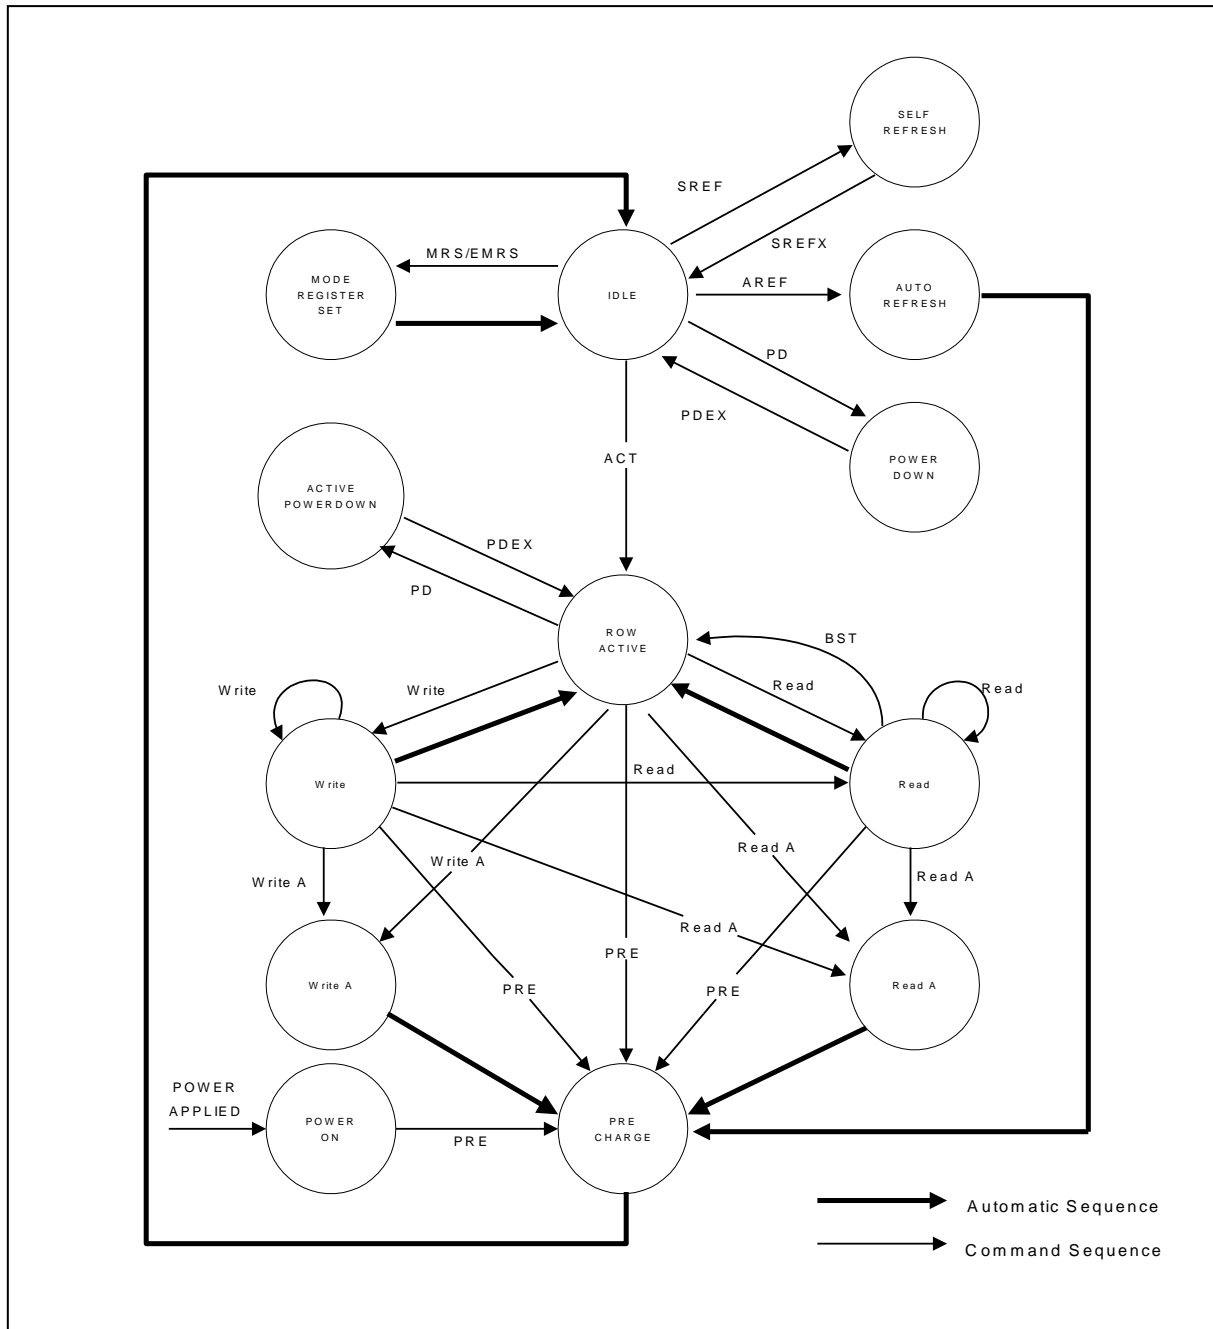 SELF
REFRESH
SREF
SREFX
MRS/EMRS
MODE
REGISTER
SET
IDLE
AREF
AUTO
REFRESH
PD
PDEX
POWER
DOWN
ACT
ACTIVE
POWERDOWN
PDEX
PD
ROW
ACTIVE
BST
Write
Write
Read
Read
Write
Read
Read
Write A
Write A
Read A
Read A
Read A
PRE
PRE
PRE
Write A
Read A
POWER
APPLIED
POWER
ON
PRE
PRE
CHARGE
Automatic Sequence
Command Sequence